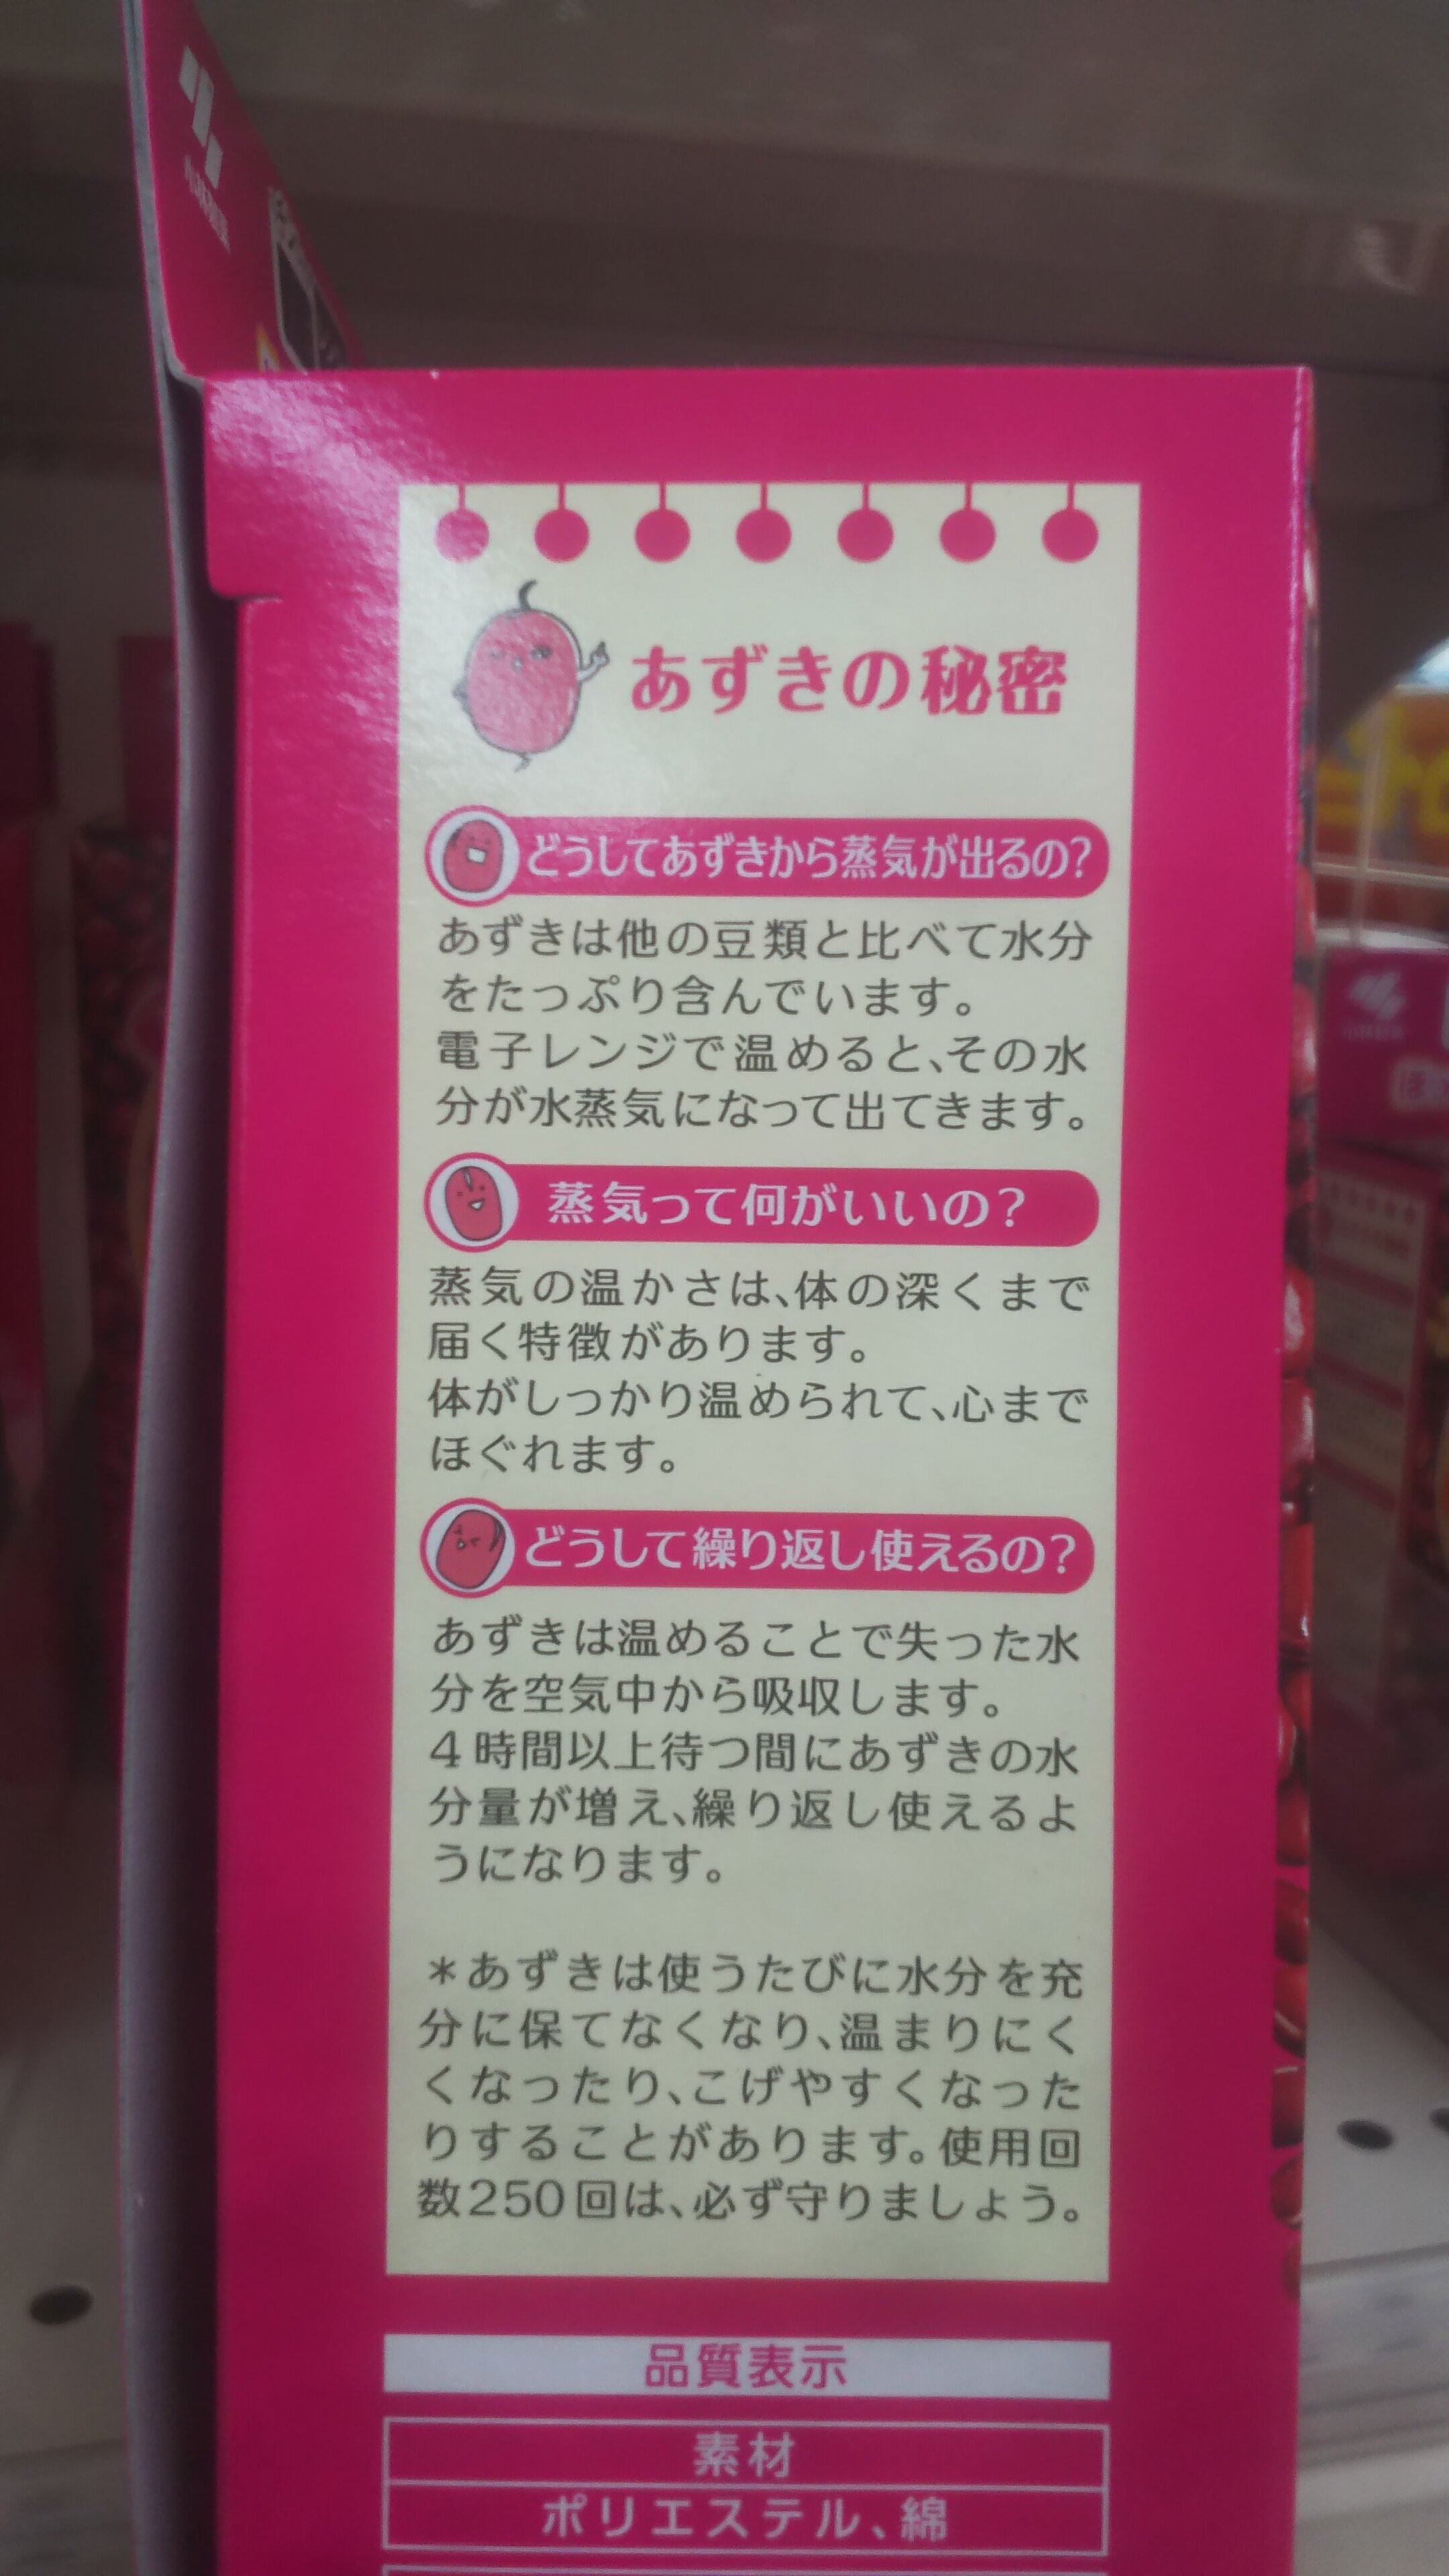 小林製薬
あずきの秘密
どうしてあずきから蒸気が出るの?
あずきは他の豆類と比べて水分
をたっぷり含んでいます。
電子レンジで温めると、その水
分が水蒸気になって出てきます。
蒸気って何がいいの?
蒸気の温かさは、体の深くまで
届く特徴があります。
体がしっかり温められて、心まで
ほぐれます。
どうして繰り返し使えるの?
あずきは温めることで失った水
分を空気中から吸収します。
4時間以上待つ間にあずきの水
分量が増え、繰り返し使えるよ
うになります。
*あずきは使うたびに水分を充
分に保てなくなり、温まりにく
くなったり、こげやすくなった
りすることがあります。使用回
数250回は、必ず守りましょう。
品質表示
素材
ポリエステル、綿